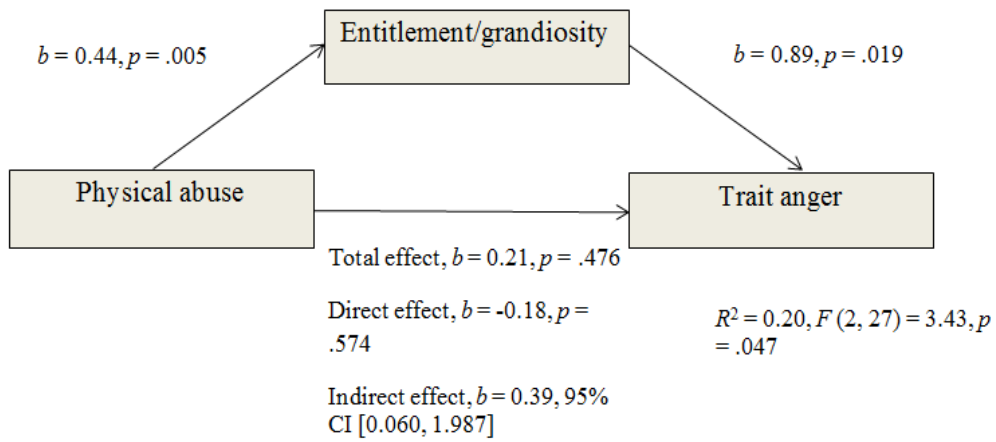 Entitlement/grandiosity
b = 0.44, p = .005
b = 0.89, p = .019
Physical abuse
Trait anger
Total effect, b = 0.21, p = .476
Direct effect, b = -0.18, p =
.574
Indirect effect, b = 0.39, 95%
CI [0.060, 1.987]
R² = 0.20, F (2, 27) = 3.43, p
= .047